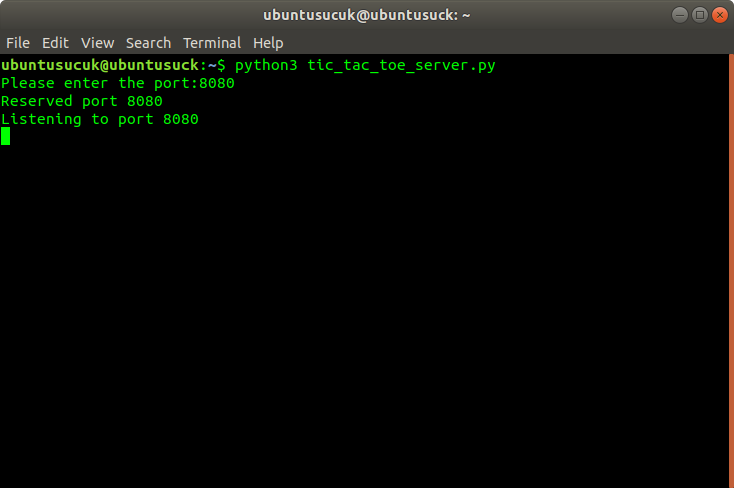 ubuntusucuk@ubuntusuck: ~
File Edit View Search Terminal Help
ubuntusucuk@ubuntusuck:~$ python3 tic_tac_toe_server.py
Please enter the port:8080
Reserved port 8080
Listening to port 8080